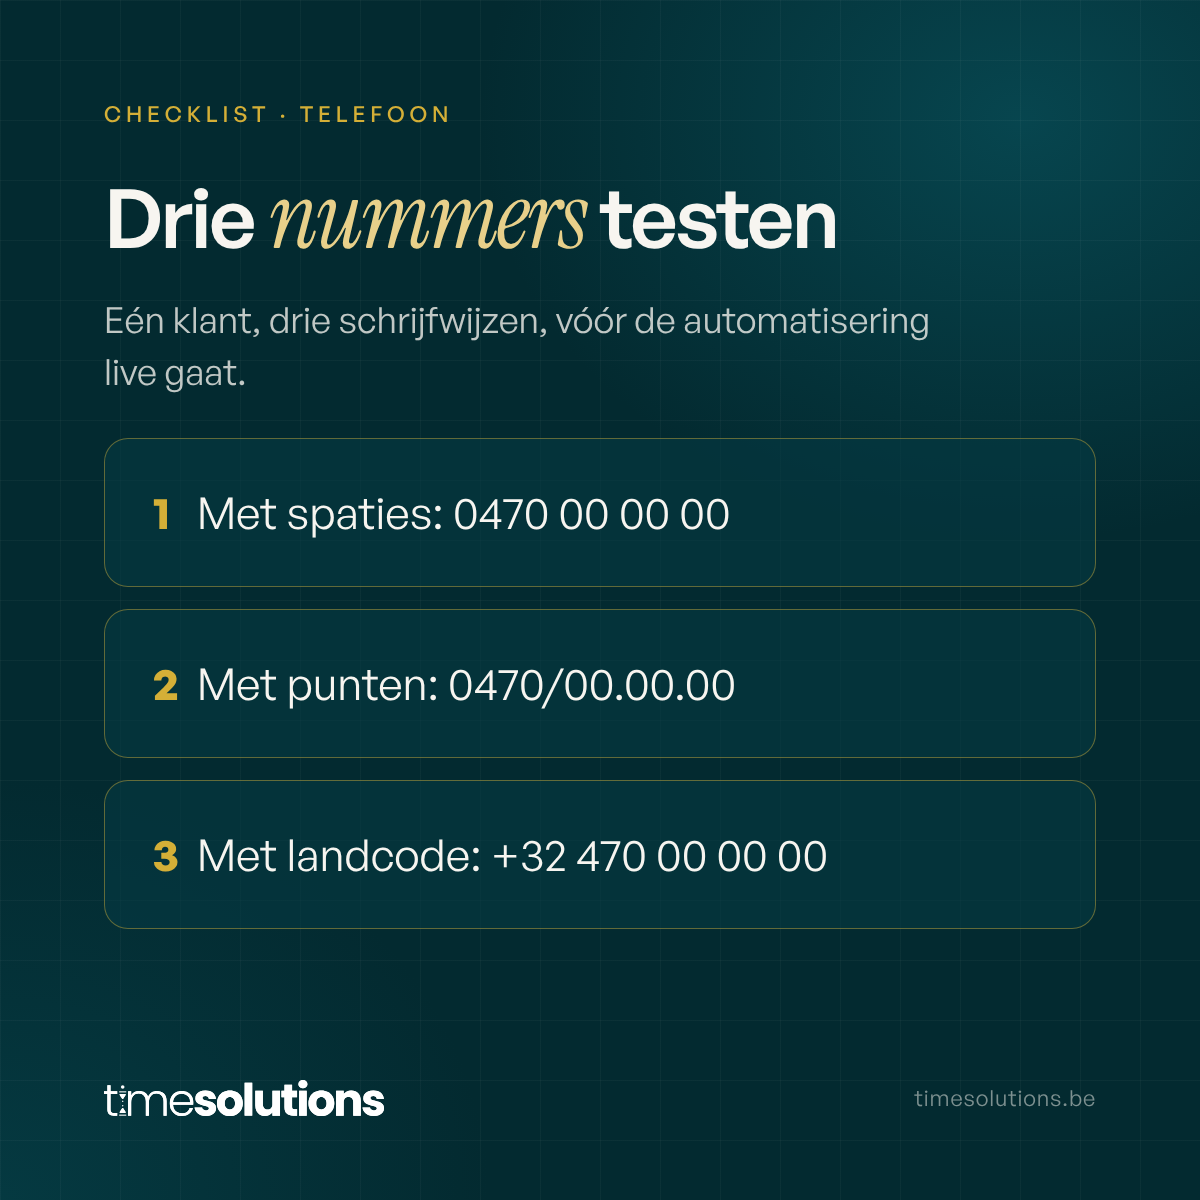 CHECKLIST · TELEFOON
Drie nummers testen
Eén klant, drie schrijfwijzen, vóór de automatisering
live gaat.
1 Met spaties: 0470 00 00 00
2 Met punten: 0470/00.00.00
3 Met landcode: +32 470 00 00 00
timesolutions
timesolutions.be